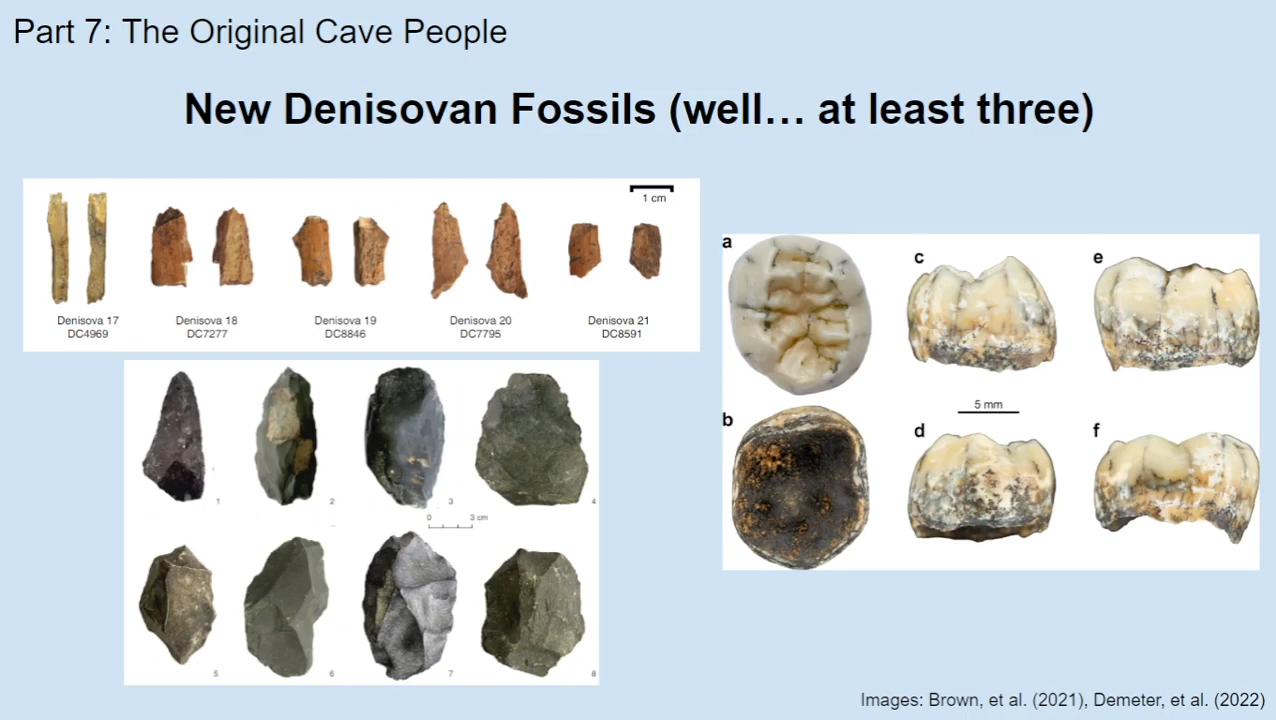 Part 7: The Original Cave People
New Denisovan Fossils (well… at least three)
1 cm
Denisova 17
DC4969
Denisova 18
DC7277
Denisova 19
DC8846
Denisova 20
DC7795
Denisova 21
DC8591
1
2
3
4
0 3 cm
5
6
7
8
a
c
e
5 mm
b
d
f
Images: Brown, et al. (2021), Demeter, et al. (2022)